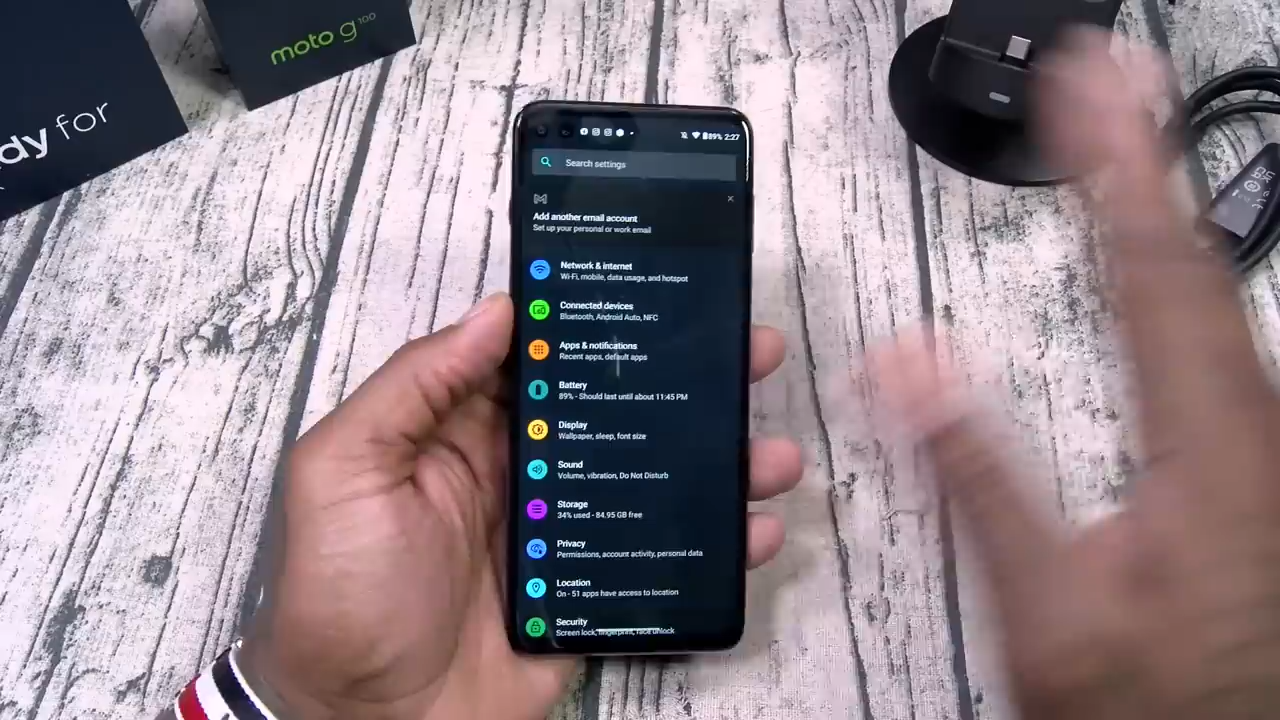 moto g100
dy for
89% 2:27
Search settings
Add another email account
Set up your personal or work email
Network & internet
Wi-Fi, mobile, data usage, and hotspot
Connected devices
Bluetooth, Android Auto, NFC
Apps & notifications
Recent apps, default apps
Battery
89% - Should last until about 11:45 PM
Display
Wallpaper, sleep, font size
Sound
Volume, vibration, Do Not Disturb
Storage
34% used - 84.95 GB free
Privacy
Permissions, account activity, personal data
Location
On - 51 apps have access to location
Security
Screen lock, fingerprint, face unlock